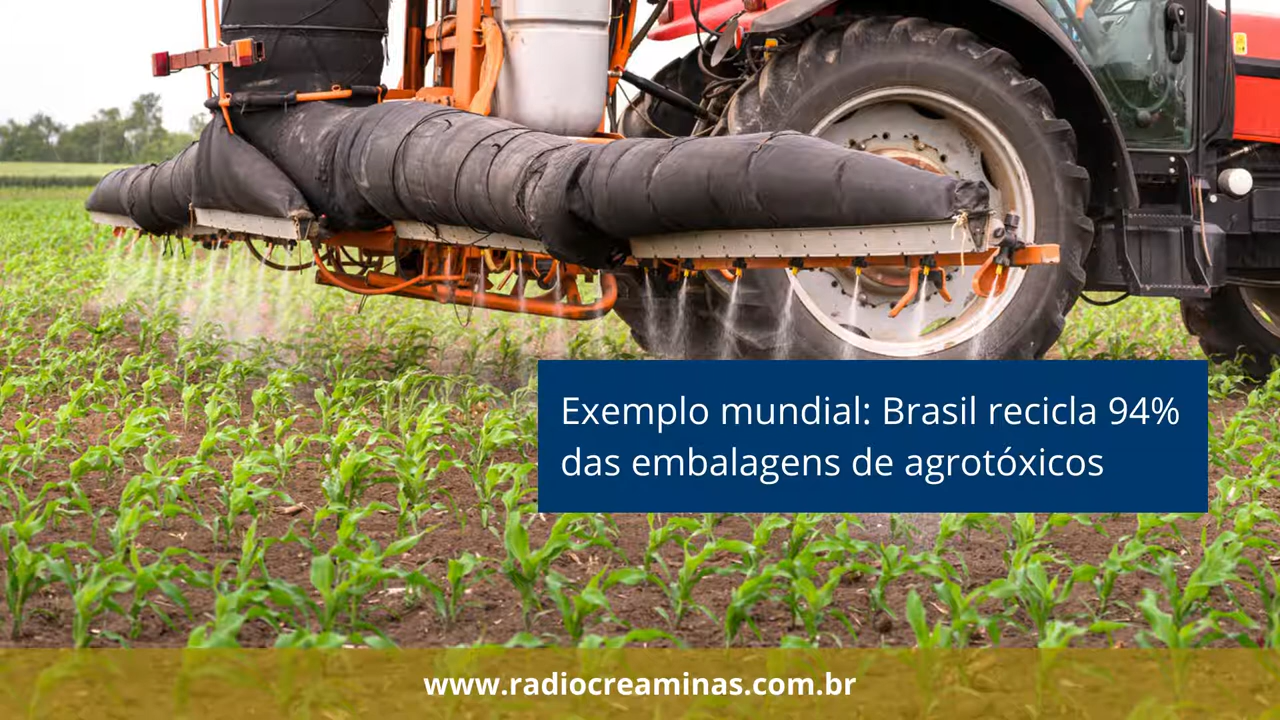 Exemplo mundial: Brasil recicla 94%
das embalagens de agrotóxicos
www.radiocreaminas.com.br